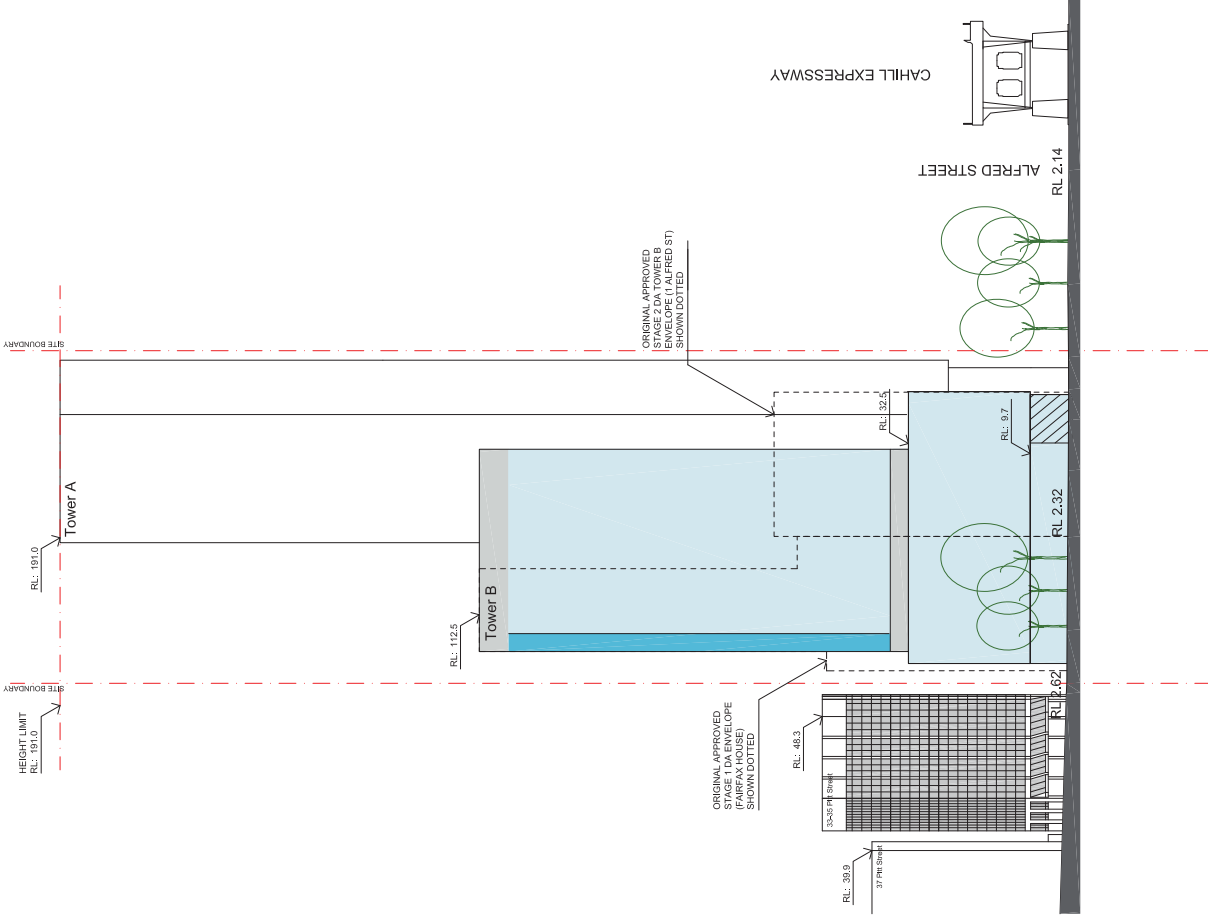 HEIGHT LIMIT
RL: 191.0
SITE BOUNDARY
RL: 191.0
SITE BOUNDARY
Tower A
RL: 112.5
Tower B
ORIGINAL APPROVED
STAGE 2 DA TOWER B
ENVELOPE (1 ALFRED ST)
SHOWN DOTTED
ORIGINAL APPROVED
STAGE 1 DA ENVELOPE
(FAIRFAX HOUSE)
SHOWN DOTTED
RL: 48.3
33-35 Pitt Street
RL: 39.9
37 Pitt Street
RL: 32.5
RL: 9.7
RL 2.62
RL 2.32
RL 2.14
ALFRED STREET
CAHILL EXPRESSWAY